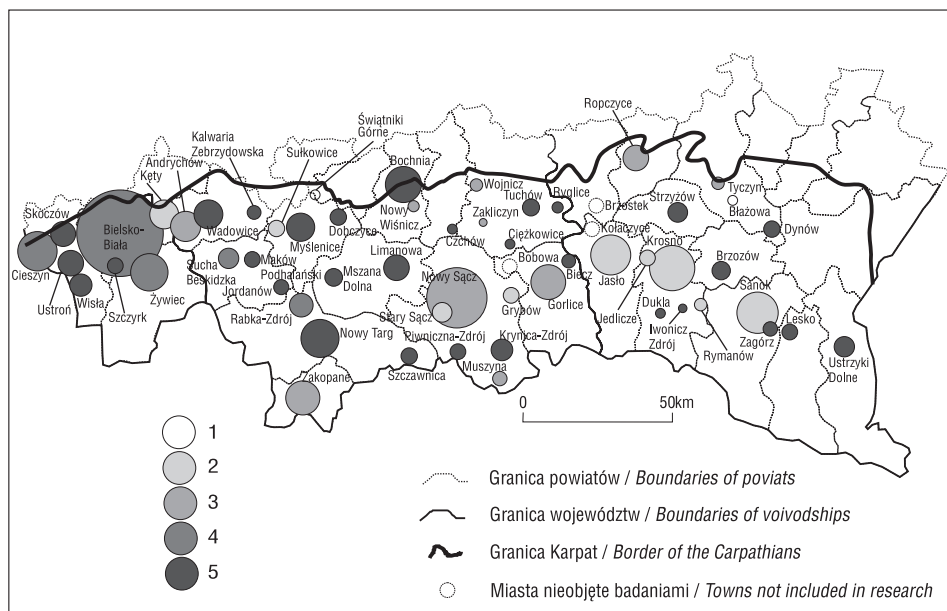 Ropczyce
Świątniki
Górne
Kalwaria
Zebrzydowska
Sułkowice
Bochnia
Andrychów
Kęty
Wojnicz
Tyczyn
Tuchów
Ryglice
Skoczów
Nowy
Wiśnicz
Zakliczyn
Brzostek
Strzyżów
Błażowa
Bielsko-
Biała
Wadowice
Myślenice
Dobczyce
Czchów
Ciężkowice
Kołaczyce
Dynów
Limanowa
Bobowa
Krosno
Cieszyn
Sucha
Beskidzka
Maków
Podhalański
Mszana
Dolna
Nowy Sącz
Biecz
Jasło
Brzozów
Ustroń
Wisła
Żywiec
Jordanów
Gorlice
Sanok
Szczyrk
Rabka-Zdrój
Stary Sącz
Grybów
Jedlicze
Dukla
Iwonicz
Zdrój
Rymanów
Zagórz
Lesko
Nowy Targ
Piwniczna-Zdrój
Krynica-Zdrój
Ustrzyki
Dolne
Szczawnica
Muszyna
Zakopane
0 50km
1
2
3
4
5
Granica powiatów / Boundaries of poviats
Granica województw / Boundaries of voivodships
Granica Karpat / Border of the Carpathians
Miasta nieobjęte badaniami / Towns not included in research